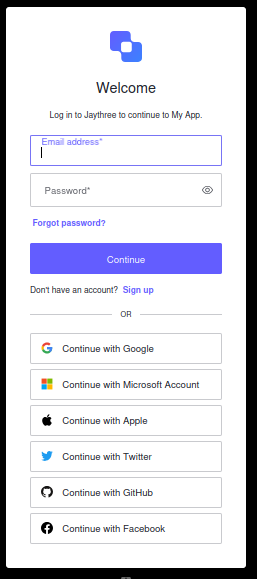 Welcome
Log in to Jaythree to continue to My App.
Email address*
Password*
Forgot password?
Continue
Don't have an account? Sign up
OR
Continue with Google
Continue with Microsoft Account
Continue with Apple
Continue with Twitter
Continue with GitHub
Continue with Facebook